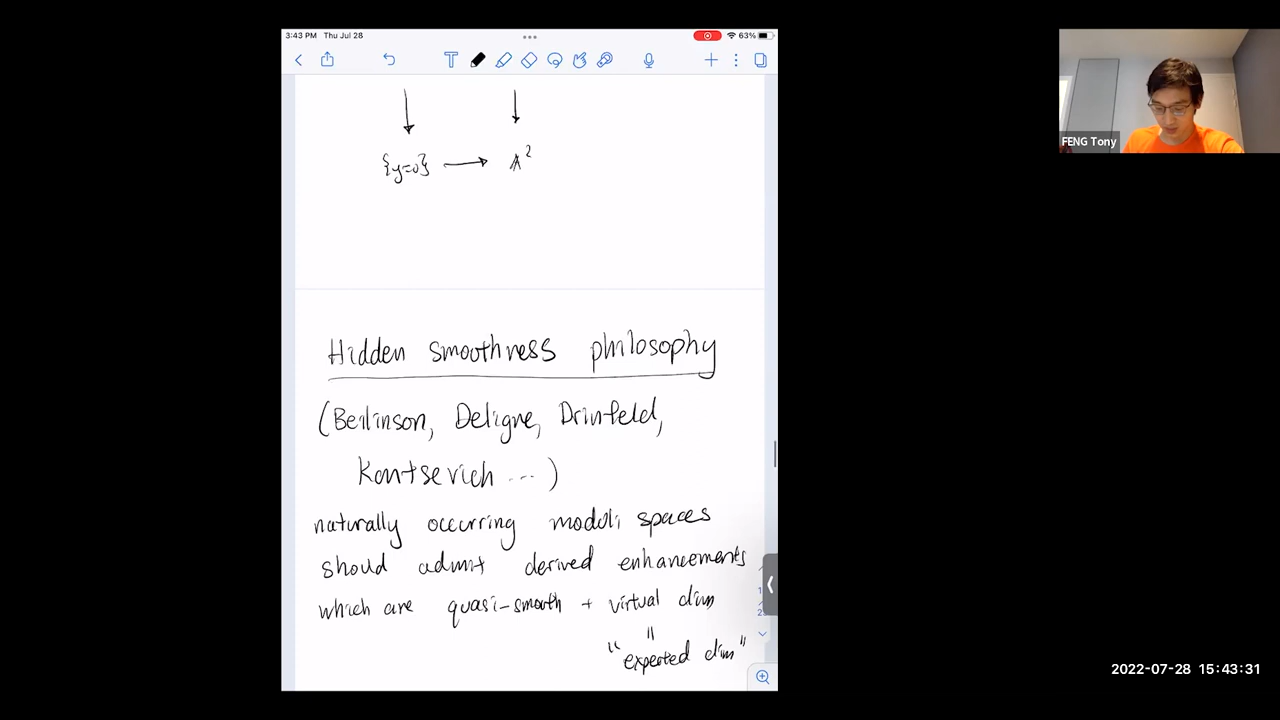 3:43 PM Thu Jul 28
63%
{y=0} → A²
Hidden smoothness philosophy
(Beilinson, Deligne, Drinfeld,
Kontsevich ...)
naturally occurring moduli spaces
should admit derived enhancements
which are quasi-smooth + virtual dim
"
"expected dim"
FENG Tony
2022-07-28 15:43:31